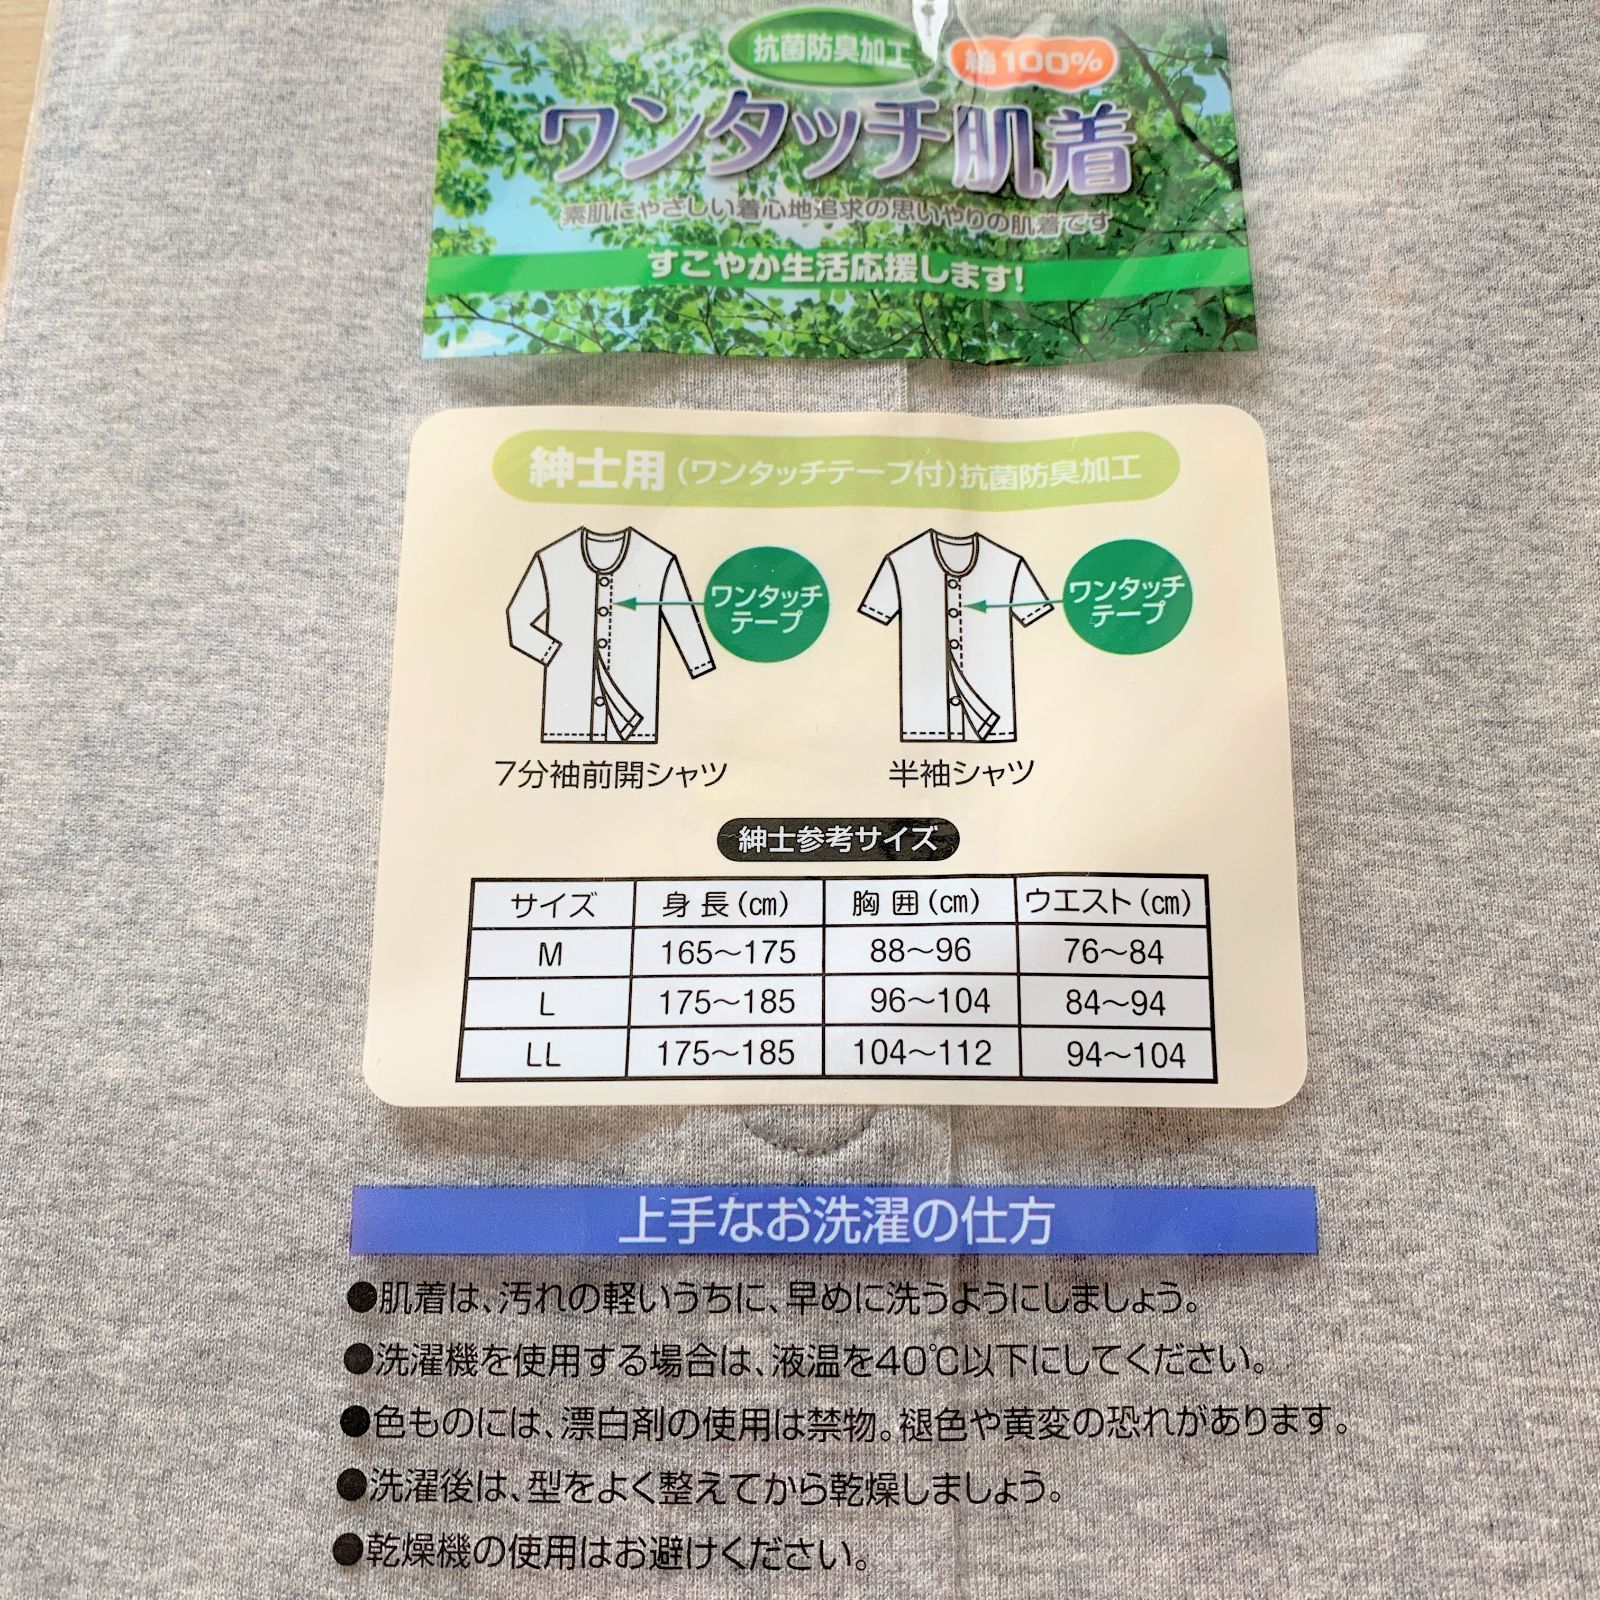 抗菌防臭加工
綿100%
ワンタッチ肌着
素肌にやさしい着心地追求の思いやりの肌着です
すこやか生活応援します!
紳士用(ワンタッチテープ付)抗菌防臭加工
ワンタッチ
テープ
ワンタッチ
テープ
7分袖前開シャツ
半袖シャツ
紳士参考サイズ
サイズ 身長(㎝) 胸囲(㎝) ウエスト(㎝)
M 165〜175 88〜96 76〜84
L 175〜185 96〜104 84〜94
LL 175〜185 104〜112 94〜104
上手なお洗濯の仕方
●肌着は、汚れの軽いうちに、早めに洗うようにしましょう。
●洗濯機を使用する場合は、液温を40℃以下にしてください。
●色ものには、漂白剤の使用は禁物。褪色や黄変の恐れがあります。
●洗濯後は、型をよく整えてから乾燥しましょう。
●乾燥機の使用はお避けください。